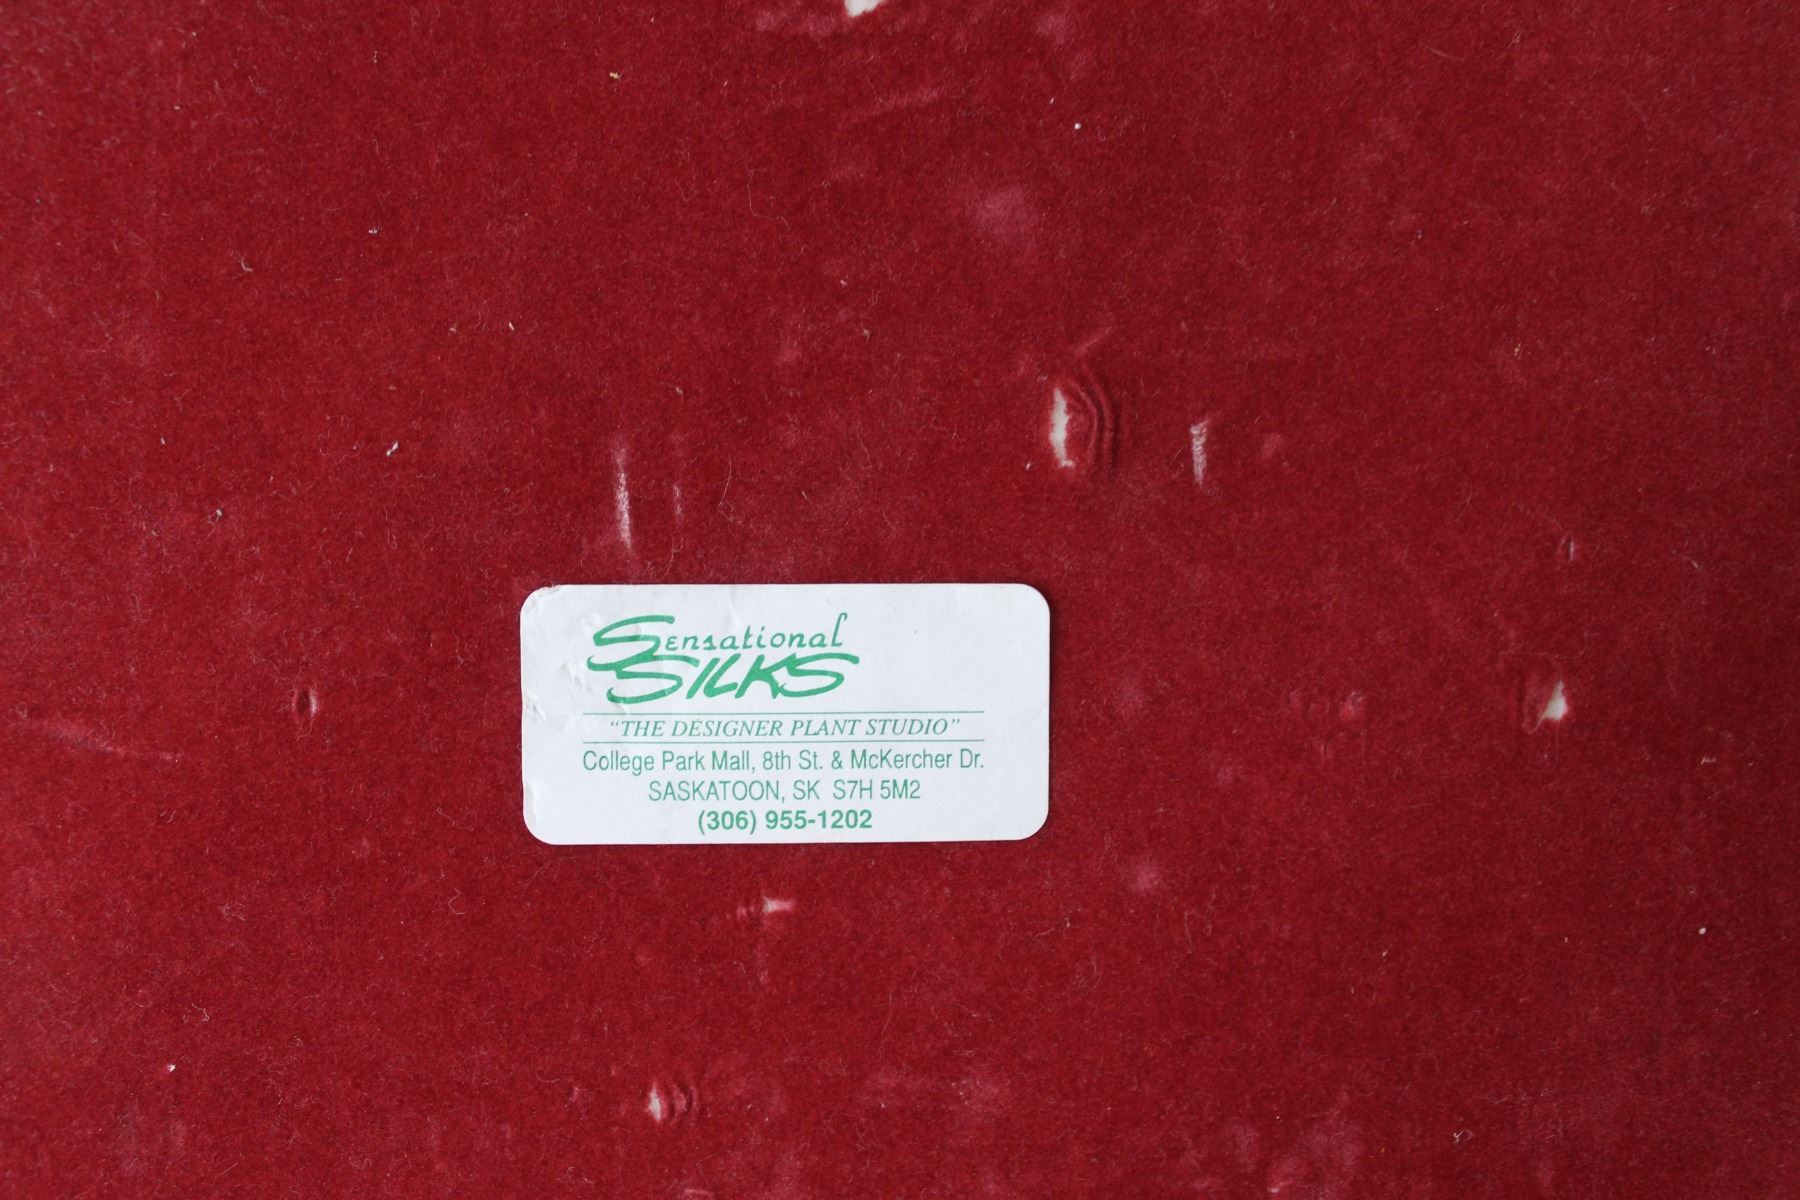 Sensational
SILKS
"THE DESIGNER PLANT STUDIO"
College Park Mall, 8th St. & McKercher Dr.
SASKATOON, SK S7H 5M2
(306) 955-1202